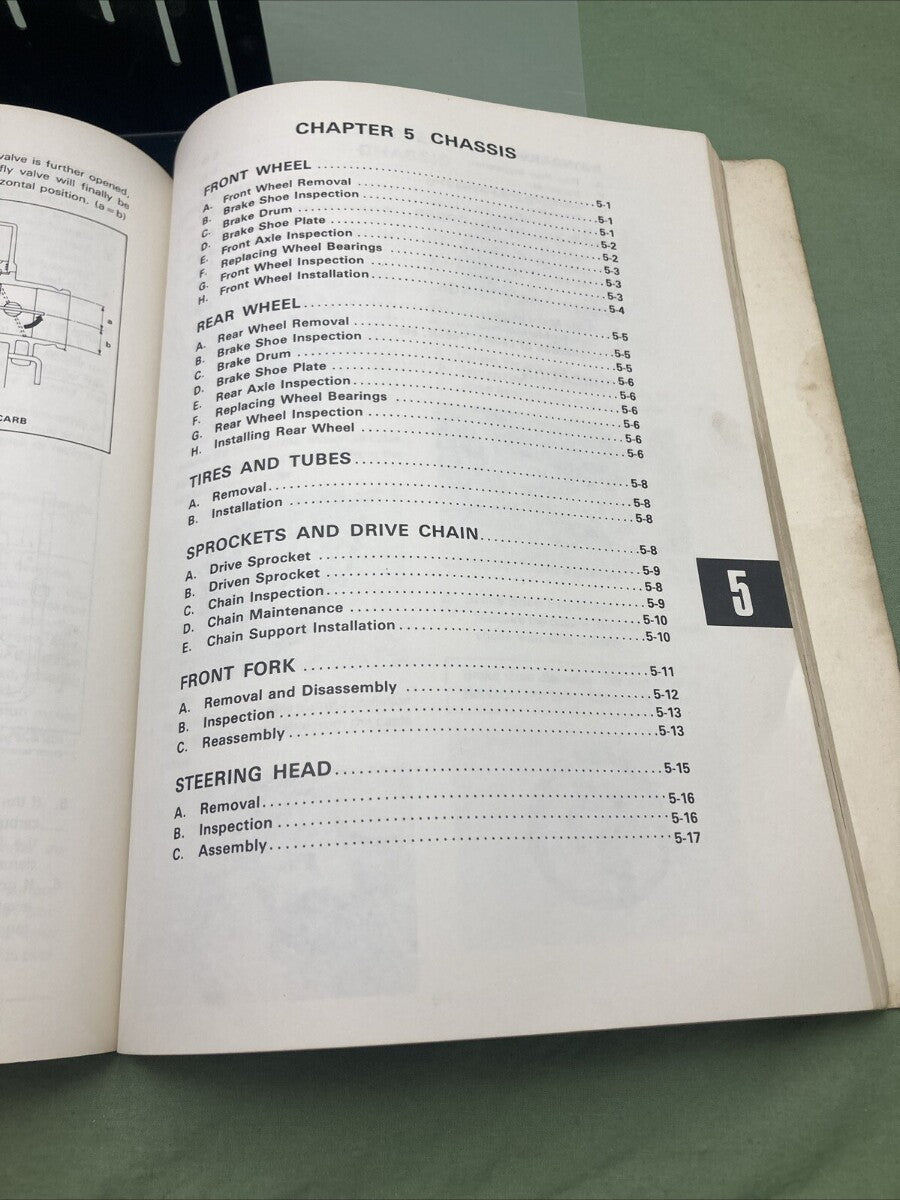 valve is further opened,
fly valve will finally be
zontal position. (a=b)
a
b
CARB
CHAPTER 5 CHASSIS
FRONT WHEEL ..... 5-1
A. Front Wheel Removal ..... 5-1
B. Brake Shoe Inspection ..... 5-1
C. Brake Drum ..... 5-2
D. Brake Shoe Plate ..... 5-2
E. Front Axle Inspection ..... 5-3
F. Replacing Wheel Bearings ..... 5-3
G. Front Wheel Inspection ..... 5-3
H. Front Wheel Installation ..... 5-4
REAR WHEEL ..... 5-5
A. Rear Wheel Removal ..... 5-5
B. Brake Shoe Inspection ..... 5-5
C. Brake Drum ..... 5-6
D. Brake Shoe Plate ..... 5-6
E. Rear Axle Inspection ..... 5-6
F. Replacing Wheel Bearings ..... 5-6
G. Rear Wheel Inspection ..... 5-6
H. Installing Rear Wheel ..... 5-6
TIRES AND TUBES ..... 5-8
A. Removal ..... 5-8
B. Installation ..... 5-8
SPROCKETS AND DRIVE CHAIN ..... 5-8
A. Drive Sprocket ..... 5-9
B. Driven Sprocket ..... 5-8
C. Chain Inspection ..... 5-9
D. Chain Maintenance ..... 5-10
E. Chain Support Installation ..... 5-10
5
FRONT FORK ..... 5-11
A. Removal and Disassembly ..... 5-12
B. Inspection ..... 5-13
C. Reassembly ..... 5-13
STEERING HEAD ..... 5-15
A. Removal ..... 5-16
B. Inspection ..... 5-16
C. Assembly ..... 5-17